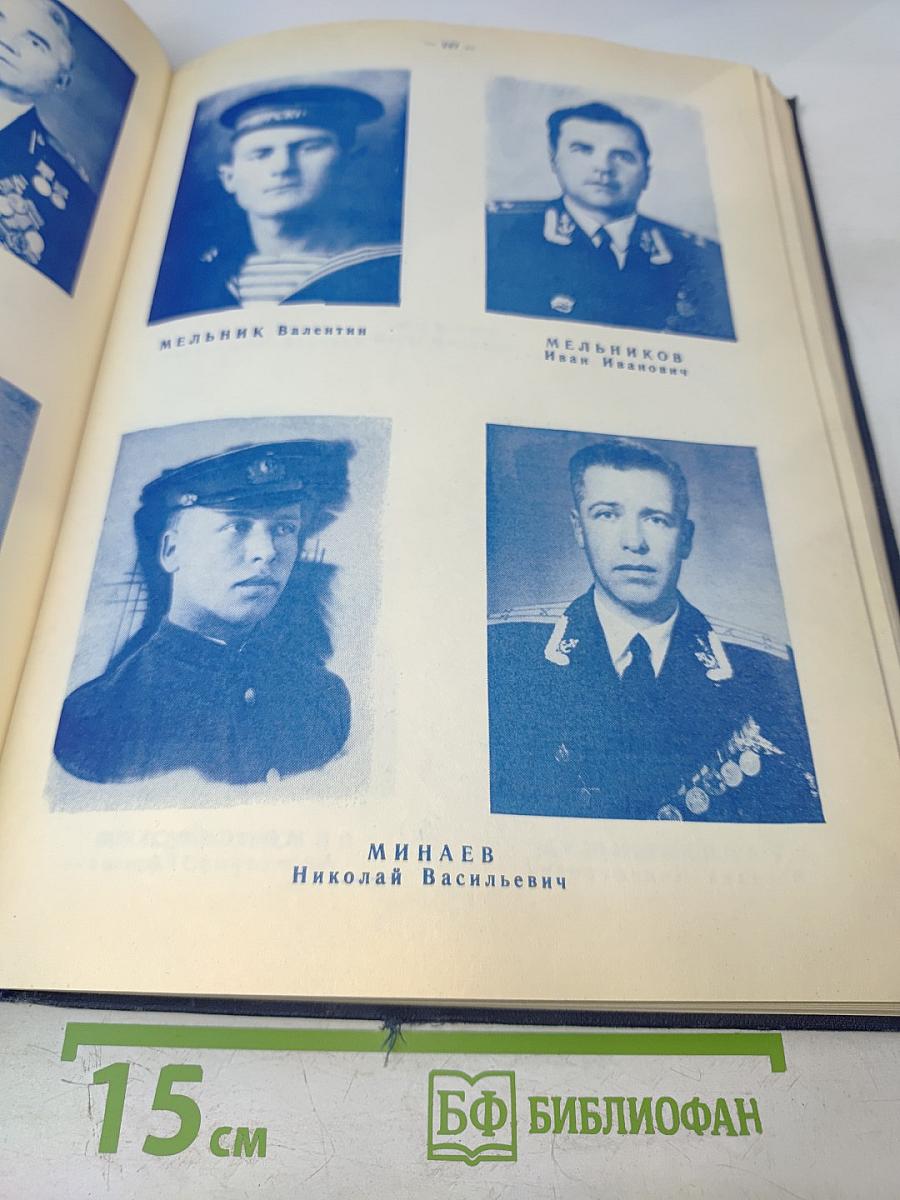 МЕЛЬНИК Валентин
МЕЛЬНИКОВ
Иван Иванович
МИНАЕВ
Николай Васильевич
15 см
БФ БИБЛИОФАН